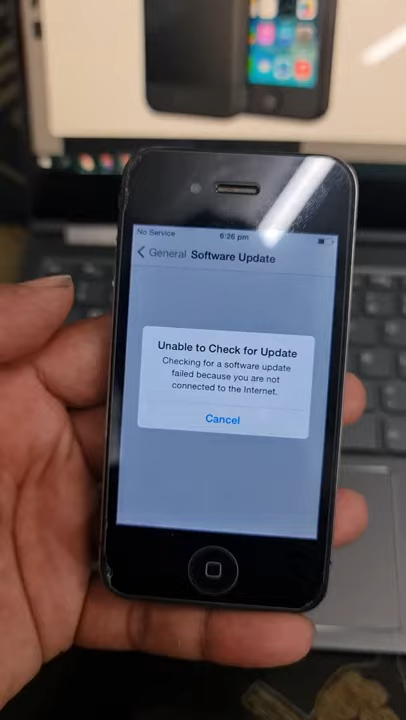 No Service 6:26 pm
General Software Update
Unable to Check for Update
Checking for a software update
failed because you are not
connected to the Internet.
Cancel